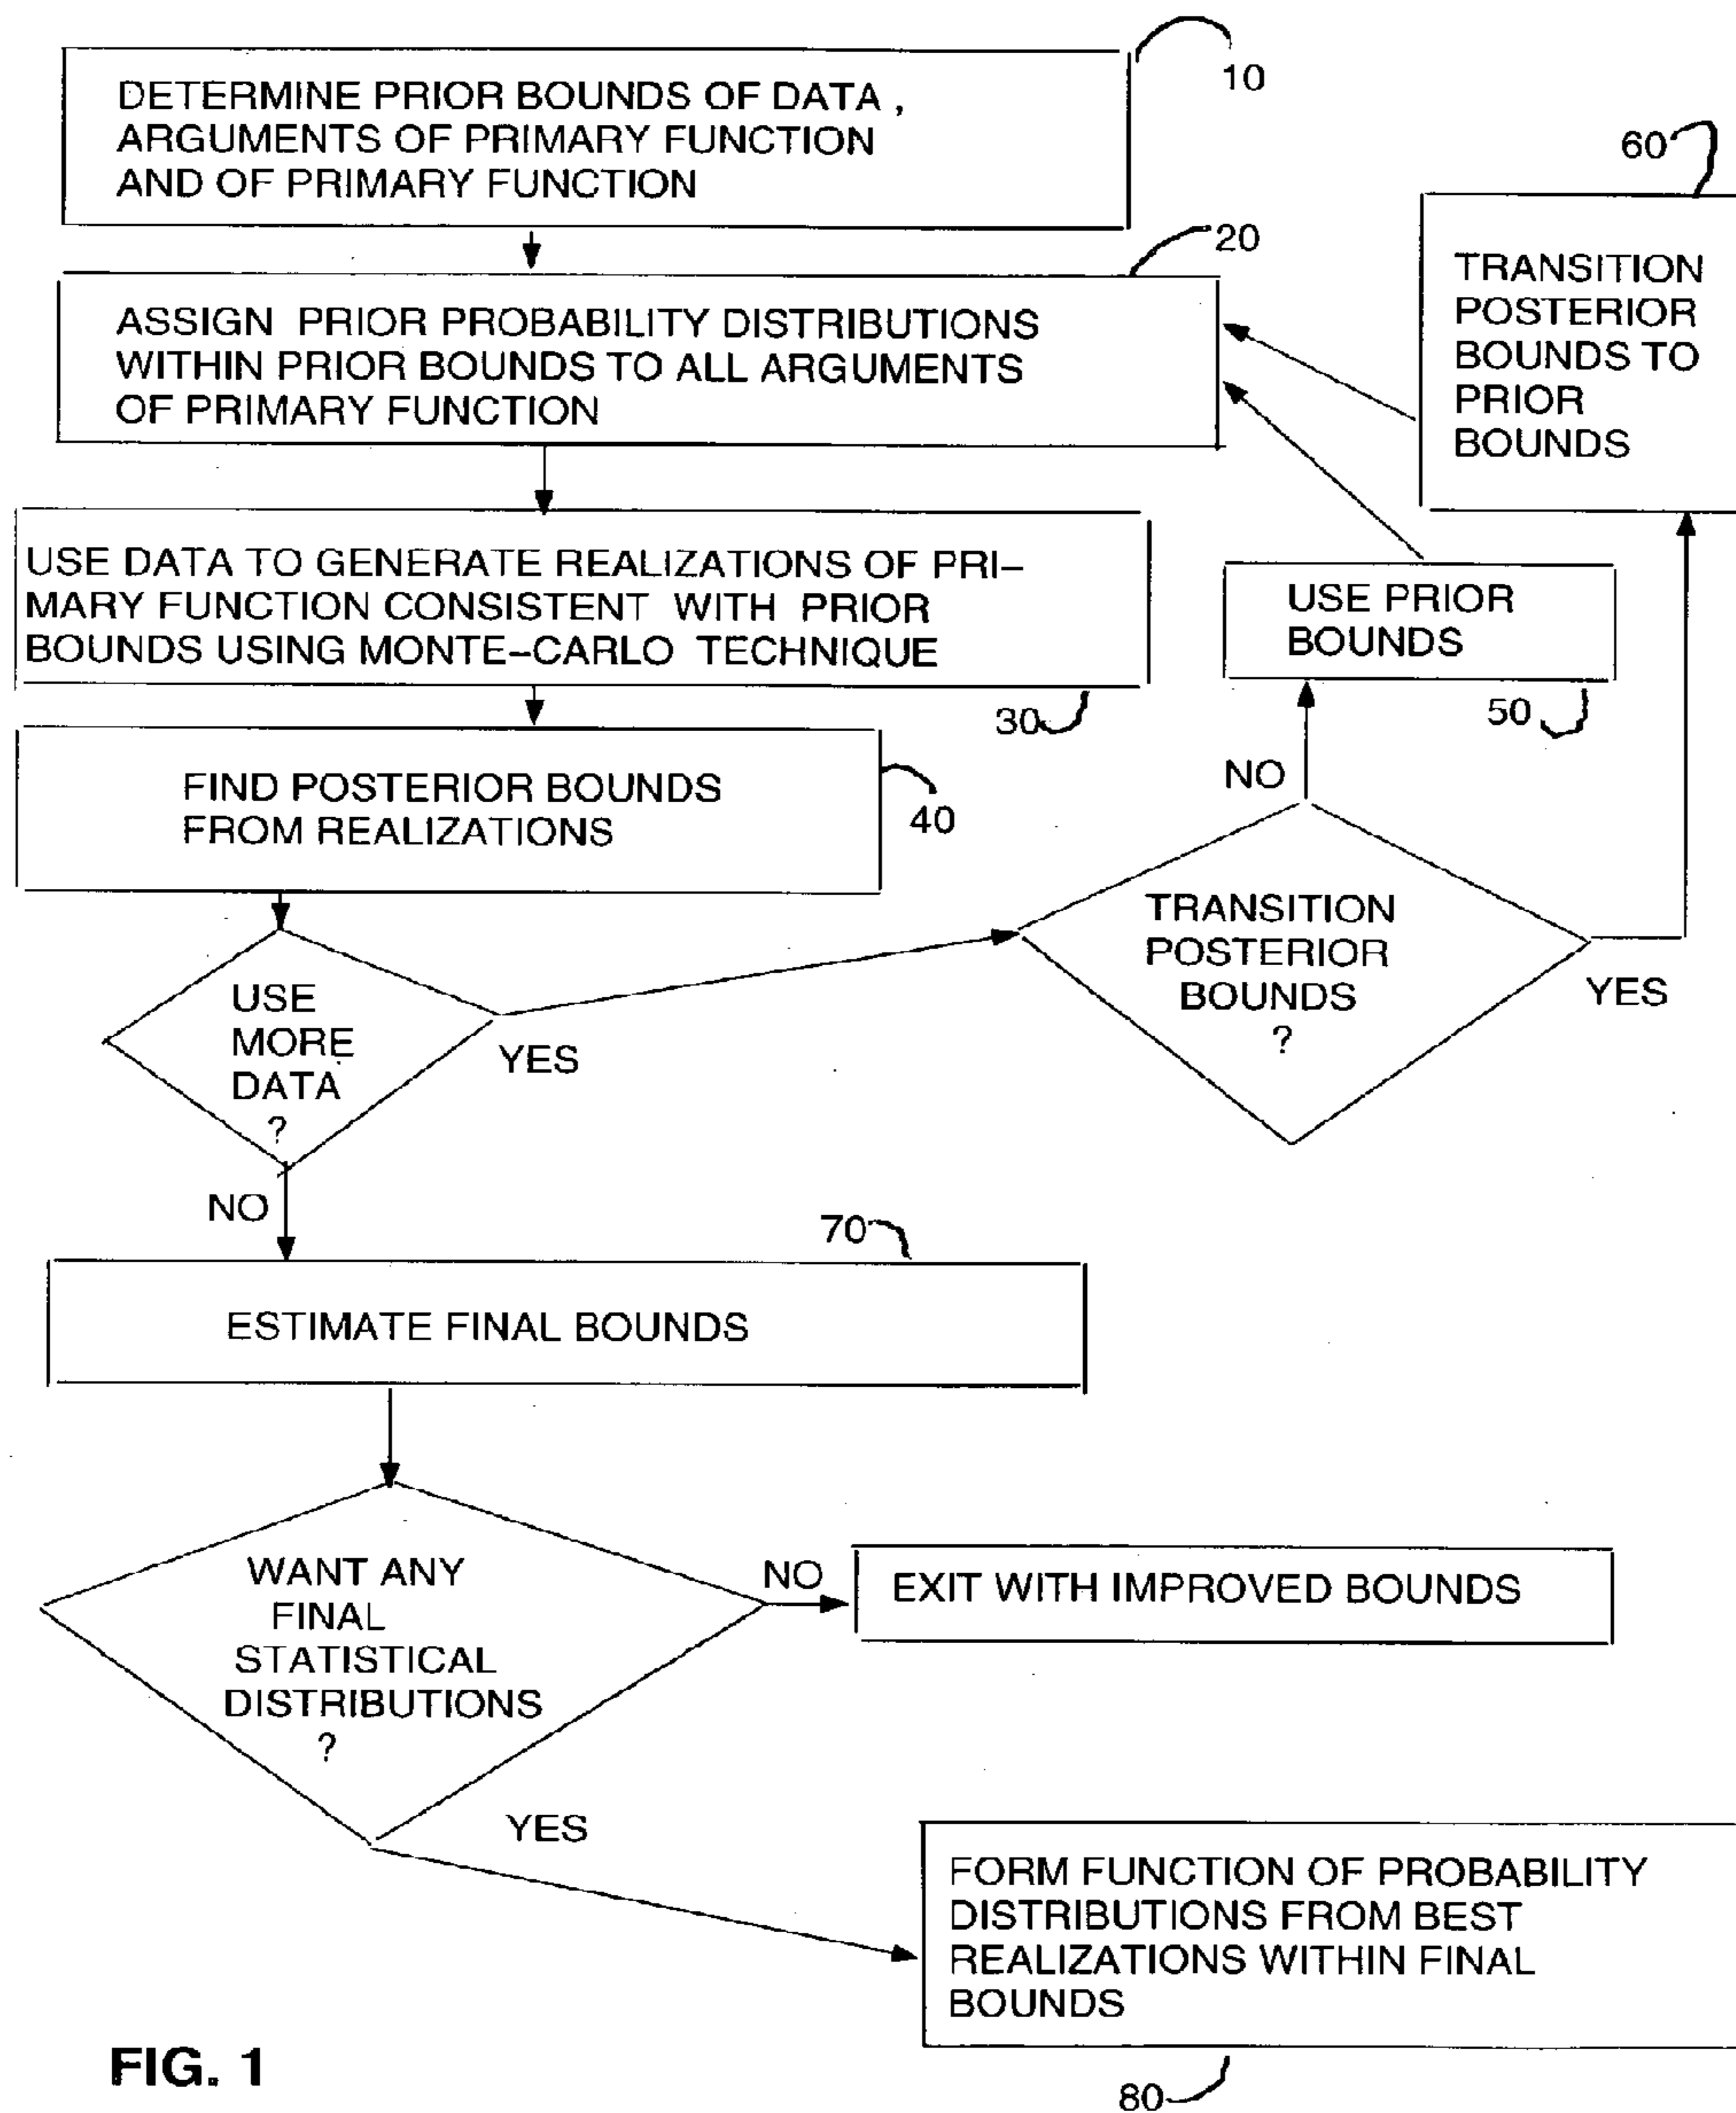 10
DETERMINE PRIOR BOUNDS OF DATA ,
ARGUMENTS OF PRIMARY FUNCTION
AND OF PRIMARY FUNCTION
20
ASSIGN PRIOR PROBABILITY DISTRIBUTIONS
WITHIN PRIOR BOUNDS TO ALL ARGUMENTS
OF PRIMARY FUNCTION
60
TRANSITION
POSTERIOR
BOUNDS TO
PRIOR
BOUNDS
USE DATA TO GENERATE REALIZATIONS OF PRI–
MARY FUNCTION CONSISTENT WITH PRIOR
BOUNDS USING MONTE–CARLO TECHNIQUE
30
USE PRIOR
BOUNDS
50
FIND POSTERIOR BOUNDS
FROM REALIZATIONS
40
NO
TRANSITION
POSTERIOR
BOUNDS
?
YES
USE
MORE
DATA
?
YES
NO
70
ESTIMATE FINAL BOUNDS
WANT ANY
FINAL
STATISTICAL
DISTRIBUTIONS
?
NO
EXIT WITH IMPROVED BOUNDS
YES
FORM FUNCTION OF PROBABILITY
DISTRIBUTIONS FROM BEST
REALIZATIONS WITHIN FINAL
BOUNDS
80
FIG. 1